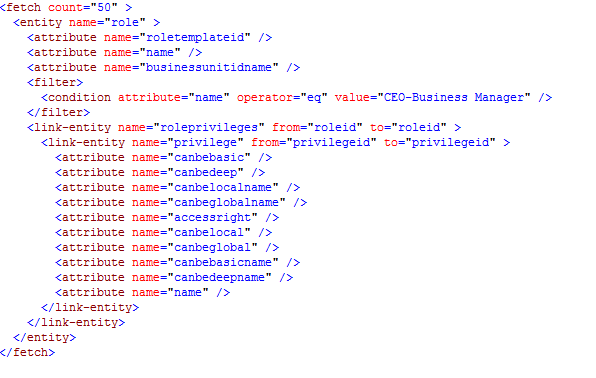 <fetch count="50" >
<entity name="role" >
<attribute name="roletemplateid" />
<attribute name="name" />
<attribute name="businessunitidname" />
<filter>
<condition attribute="name" operator="eq" value="CEO-Business Manager" />
</filter>
<link-entity name="roleprivileges" from="roleid" to="roleid" >
<link-entity name="privilege" from="privilegeid" to="privilegeid" >
<attribute name="canbebasic" />
<attribute name="canbedeep" />
<attribute name="canbelocalname" />
<attribute name="canbeglobalname" />
<attribute name="accessright" />
<attribute name="canbelocal" />
<attribute name="canbeglobal" />
<attribute name="canbebasicname" />
<attribute name="canbedeepname" />
<attribute name="name" />
</link-entity>
</link-entity>
</entity>
</fetch>